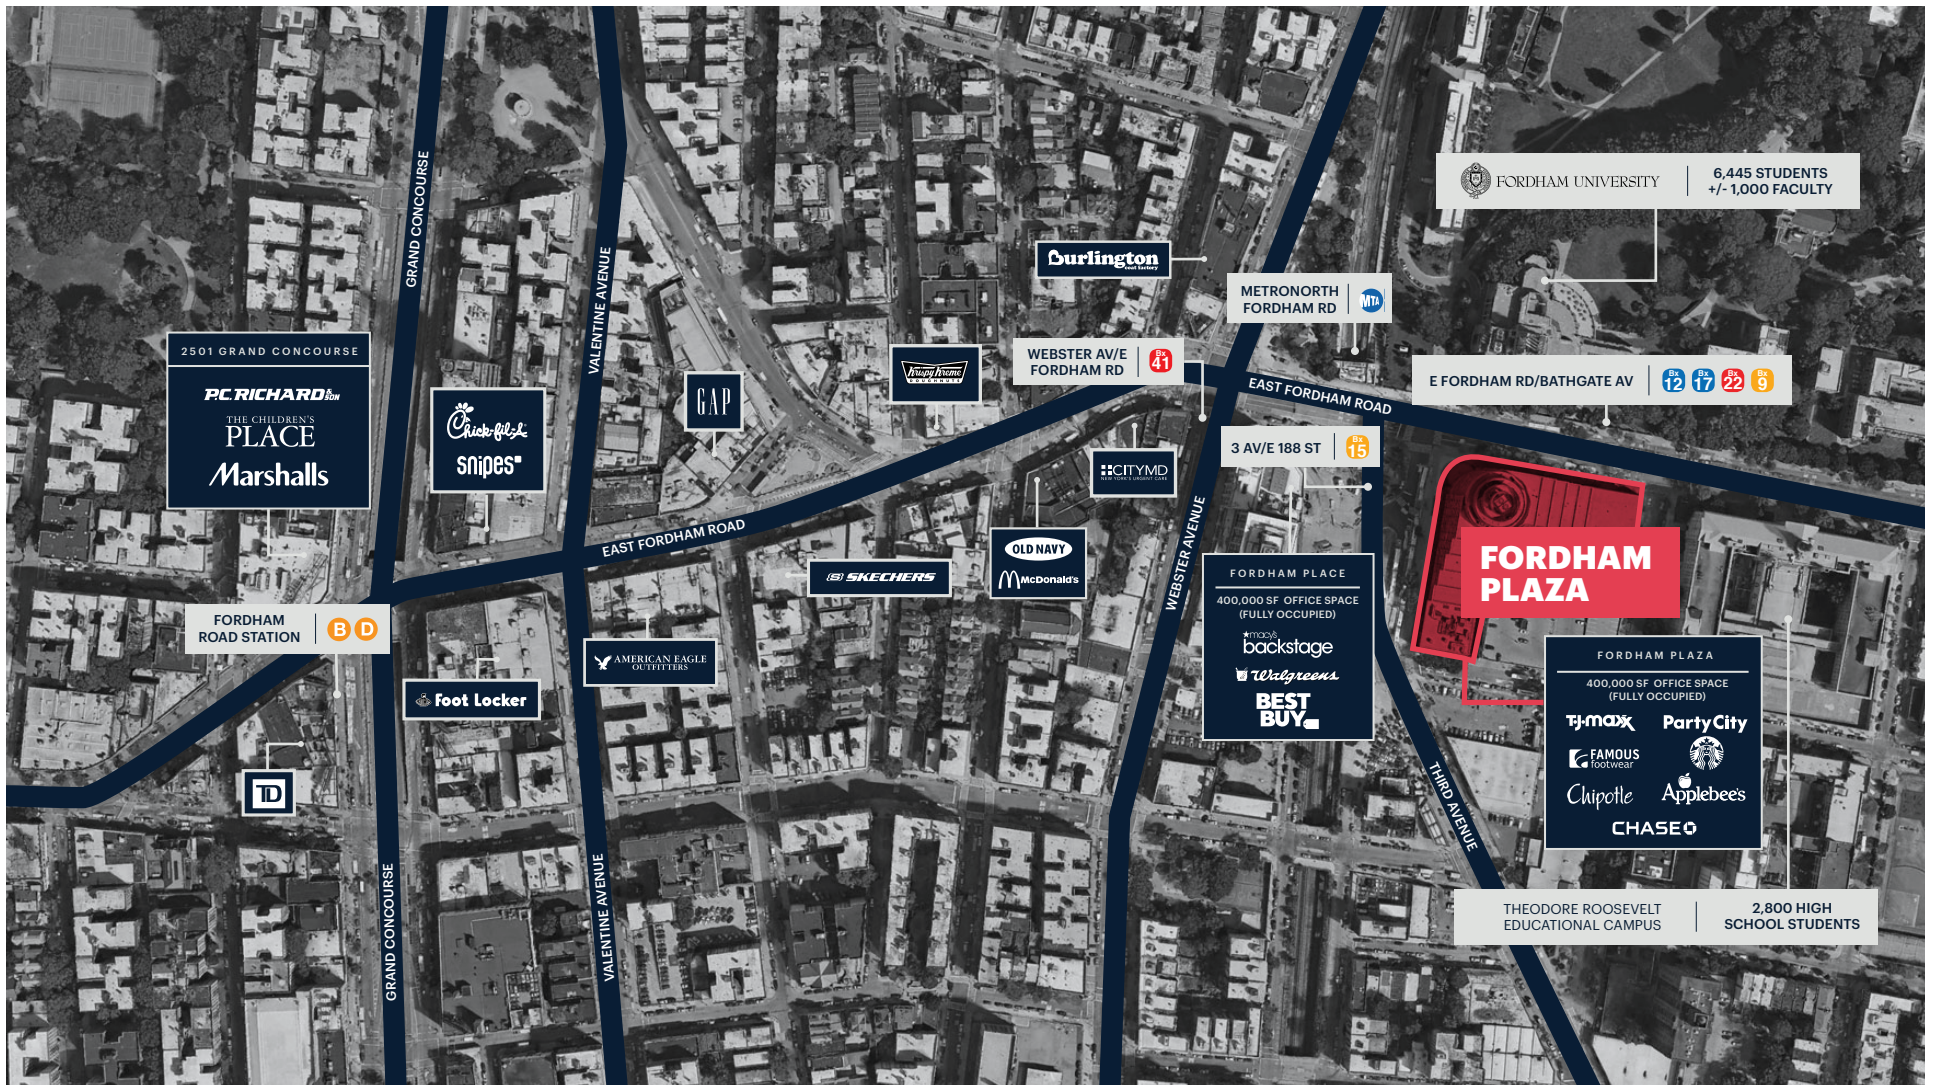 GRAND CONCOURSE
VALENTINE AVENUE
FORDHAM UNIVERSITY
6,445 STUDENTS
+/- 1,000 FACULTY
Burlington
coat factory
METRONORTH
FORDHAM RD
MTA
2501 GRAND CONCOURSE
P.C. RICHARD & SON
THE CHILDREN'S
PLACE
Marshalls
Chick-fil-A
snipes
GAP
Krispy Kreme
DOUGHNUTS
WEBSTER AV/E
FORDHAM RD
Bx
41
EAST FORDHAM ROAD
E FORDHAM RD/BATHGATE AV
Bx
12
Bx
17
Bx
22
Bx
9
3 AV/E 188 ST
Bx
15
CITYMD
NEW YORK'S URGENT CARE
EAST FORDHAM ROAD
WEBSTER AVENUE
OLD NAVY
McDonald's
SKECHERS
FORDHAM
PLAZA
FORDHAM PLACE
400,000 SF OFFICE SPACE
(FULLY OCCUPIED)
macy's
backstage
Walgreens
BEST
BUY
FORDHAM
ROAD STATION
B D
AMERICAN EAGLE
OUTFITTERS
Foot Locker
TD
FORDHAM PLAZA
400,000 SF OFFICE SPACE
(FULLY OCCUPIED)
T·J·maxx
Party City
FAMOUS
footwear
Chipotle
Applebee's
CHASE
THIRD AVENUE
GRAND CONCOURSE
VALENTINE AVENUE
THEODORE ROOSEVELT
EDUCATIONAL CAMPUS
2,800 HIGH
SCHOOL STUDENTS